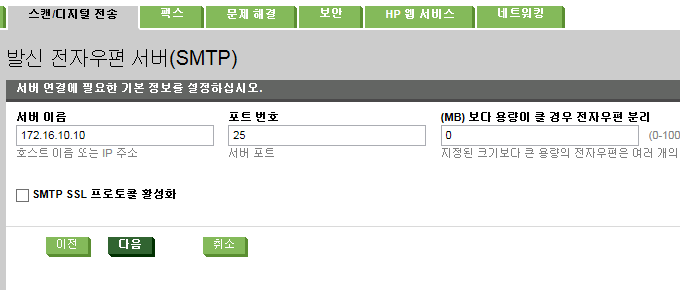 스캔/디지털 전송
팩스
문제 해결
보안
HP 웹 서비스
네트워킹
발신 전자우편 서버(SMTP)
서버 연결에 필요한 기본 정보를 설정하십시오.
서버 이름
포트 번호
(MB) 보다 용량이 클 경우 전자우편 분리
172.16.10.10
25
0
(0-100
호스트 이름 또는 IP 주소
서버 포트
지정된 크기보다 큰 용량의 전자우편은 여러 개의
SMTP SSL 프로토콜 활성화
이전
다음
취소